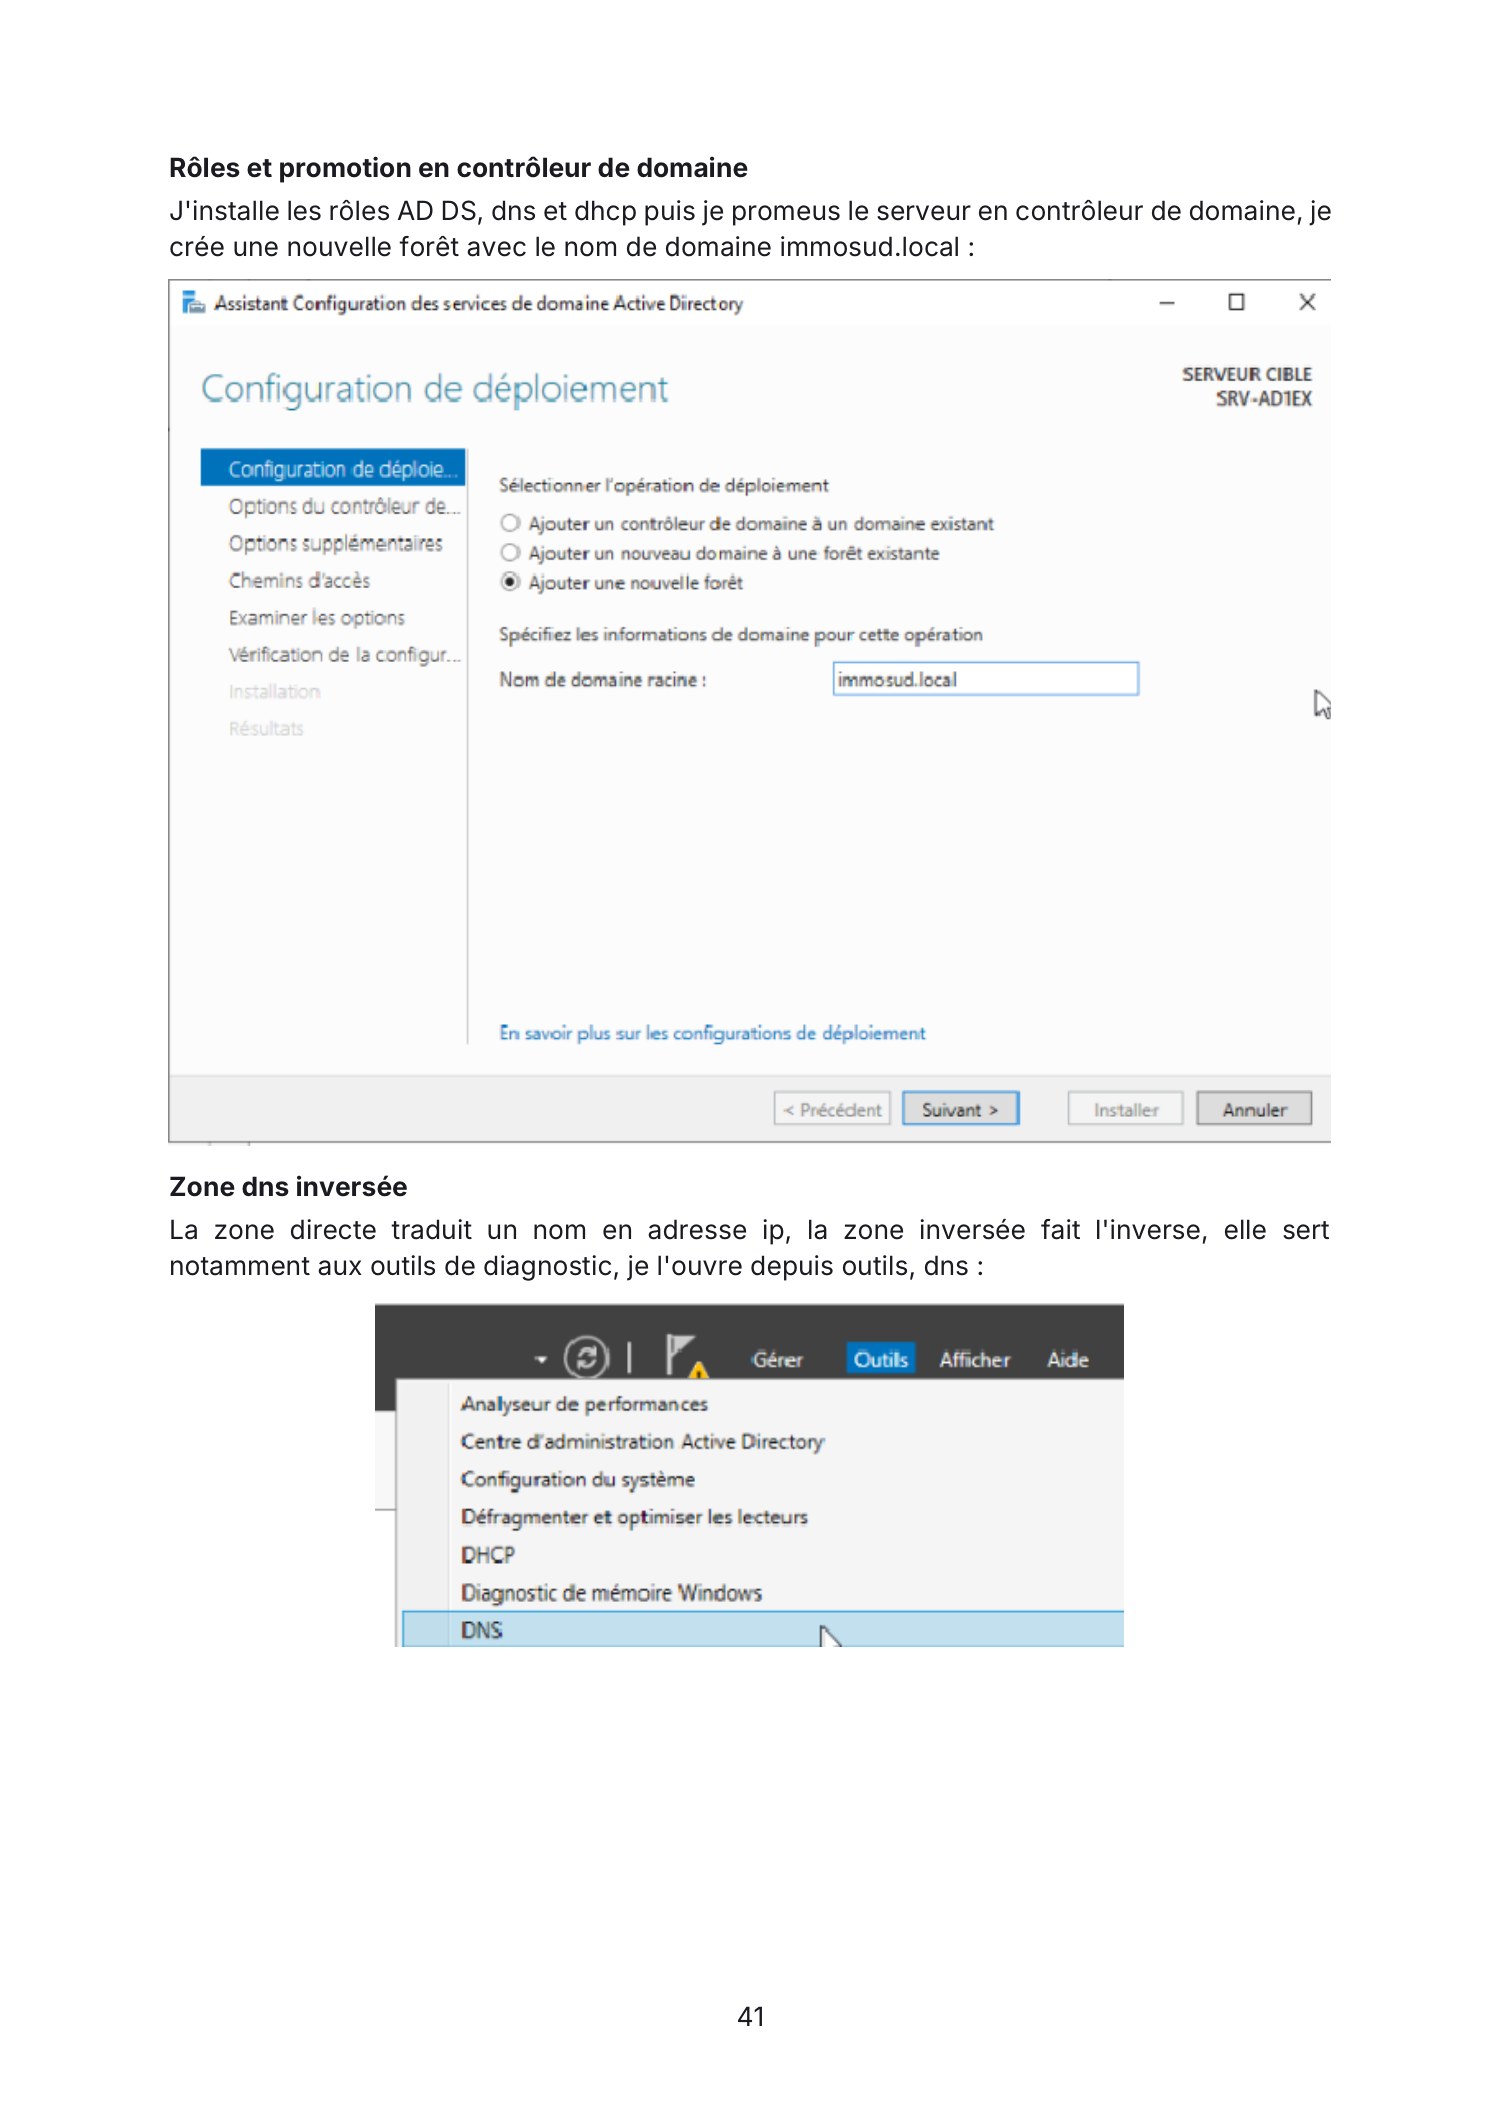 Rôles et promotion en contrôleur de domaine
J'installe les rôles AD DS, dns et dhcp puis je promeus le serveur en contrôleur de domaine, je
crée une nouvelle forêt avec le nom de domaine immosud.local :
Assistant Configuration des services de domaine Active Directory
Configuration de déploiement
SERVEUR CIBLE
SRV-AD1EX
Configuration de déploie...
Options du contrôleur de...
Options supplémentaires
Chemins d'accès
Examiner les options
Vérification de la configur...
Installation
Résultats
Sélectionner l'opération de déploiement
Ajouter un contrôleur de domaine à un domaine existant
Ajouter un nouveau domaine à une forêt existante
Ajouter une nouvelle forêt
Spécifiez les informations de domaine pour cette opération
Nom de domaine racine : immosud.local
En savoir plus sur les configurations de déploiement
< Précédent Suivant > Installer Annuler
Zone dns inversée
La zone directe traduit un nom en adresse ip, la zone inversée fait l'inverse, elle sert
notamment aux outils de diagnostic, je l'ouvre depuis outils, dns :
Gérer Outils Afficher Aide
Analyseur de performances
Centre d'administration Active Directory
Configuration du système
Défragmenter et optimiser les lecteurs
DHCP
Diagnostic de mémoire Windows
DNS
41